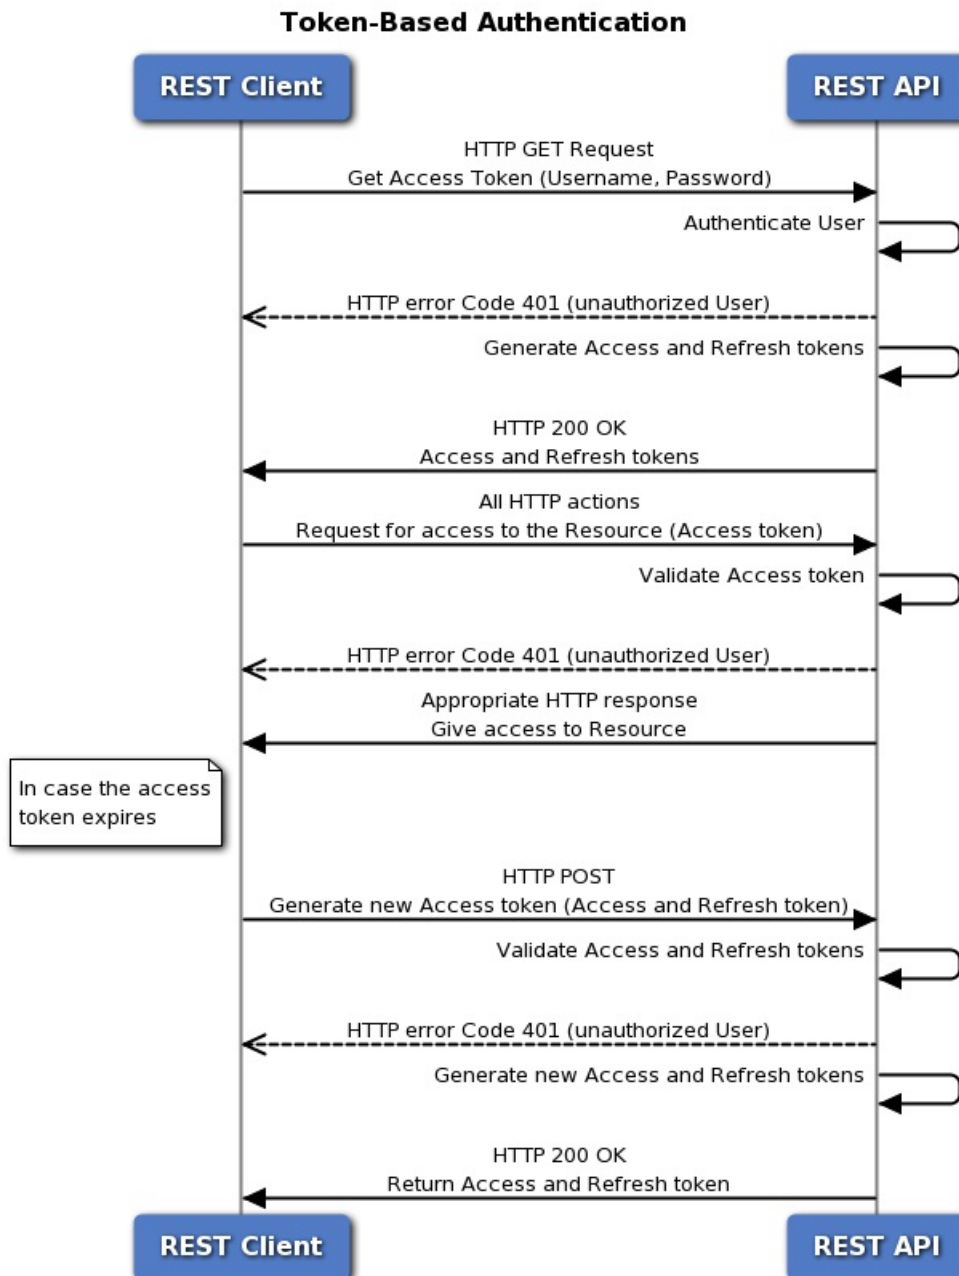 Token-Based Authentication
REST Client
REST API
HTTP GET Request
Get Access Token (Username, Password)
Authenticate User
HTTP error Code 401 (unauthorized User)
Generate Access and Refresh tokens
HTTP 200 OK
Access and Refresh tokens
All HTTP actions
Request for access to the Resource (Access token)
Validate Access token
HTTP error Code 401 (unauthorized User)
Appropriate HTTP response
Give access to Resource
In case the access
token expires
HTTP POST
Generate new Access token (Access and Refresh token)
Validate Access and Refresh tokens
HTTP error Code 401 (unauthorized User)
Generate new Access and Refresh tokens
HTTP 200 OK
Return Access and Refresh token
REST Client
REST API